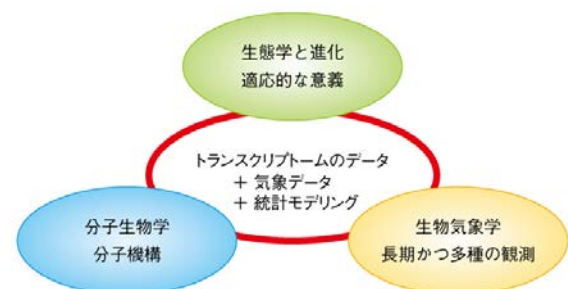 生態学と進化
適応的な意義
トランスクリプトームのデータ
+ 気象データ
+ 統計モデリング
分子生物学
分子機構
生物気象学
長期かつ多種の観測